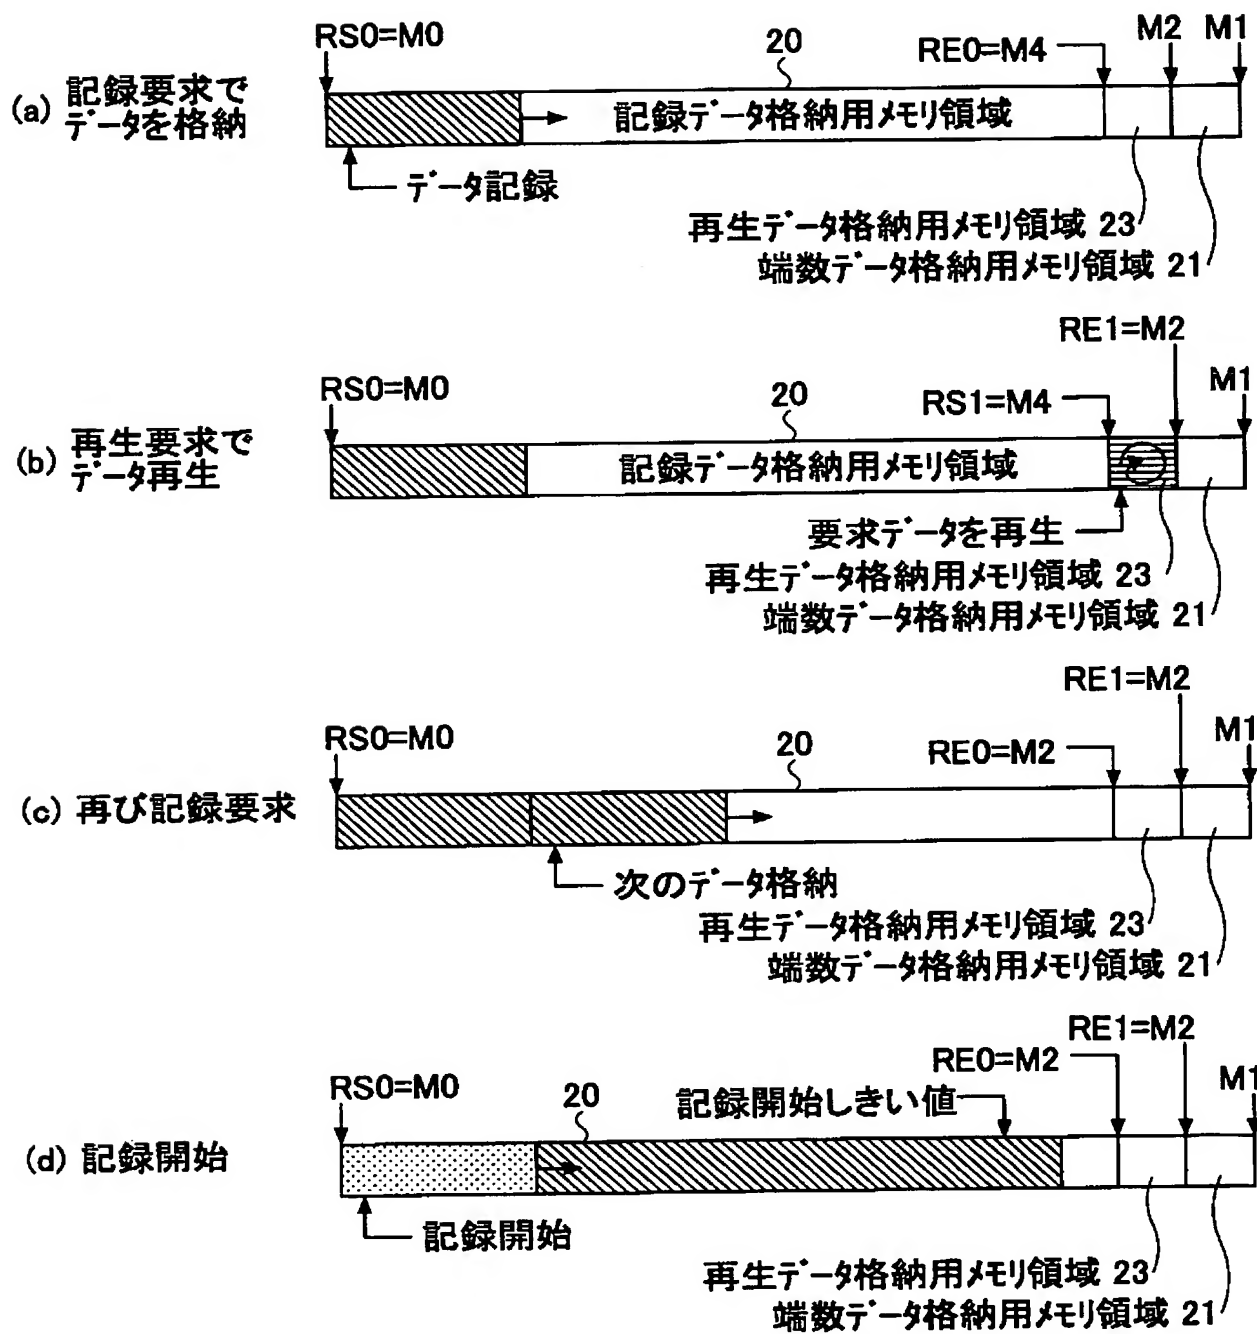 RS0=M0
20
RE0=M4
M2
M1
(a) 記録要求で
データを格納
記録データ格納用メモリ領域
データ記録
再生データ格納用メモリ領域 23
端数データ格納用メモリ領域 21
RE1=M2
RS0=M0
20
RS1=M4
M1
(b) 再生要求で
データ再生
記録データ格納用メモリ領域
要求データを再生
再生データ格納用メモリ領域 23
端数データ格納用メモリ領域 21
RE1=M2
RS0=M0
20
RE0=M2
M1
(c) 再び記録要求
次のデータ格納
再生データ格納用メモリ領域 23
端数データ格納用メモリ領域 21
RE1=M2
RE0=M2
RS0=M0
20
記録開始しきい値
M1
(d) 記録開始
記録開始
再生データ格納用メモリ領域 23
端数データ格納用メモリ領域 21